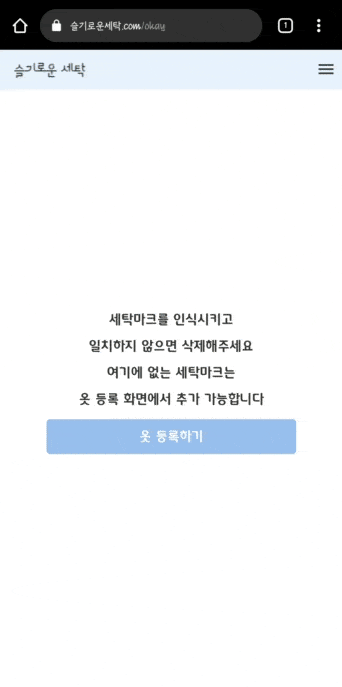 슬기로운세탁.com/okay
1
슬기로운 세탁
세탁마크를 인식시키고
일치하지 않으면 삭제해주세요
여기에 없는 세탁마크는
옷 등록 화면에서 추가 가능합니다
옷 등록하기